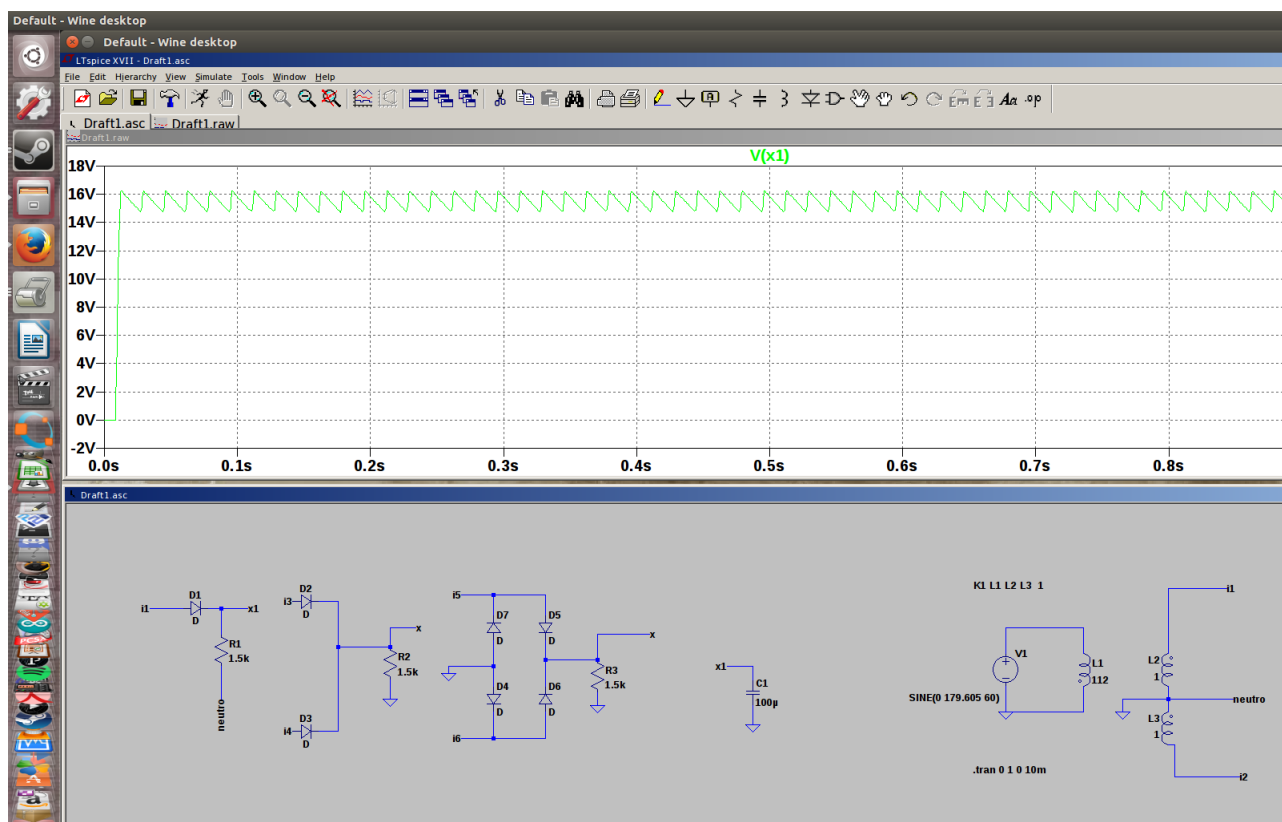 Default - Wine desktop
Default - Wine desktop
LTspice XVII - Draft1.asc
File Edit Hierarchy View Simulate Tools Window Help
Aa .op
Draft1.asc Draft1.raw
Draft1.raw
V(x1)
18V
16V
14V
12V
10V
8V
6V
4V
2V
0V
-2V
0.0s 0.1s 0.2s 0.3s 0.4s 0.5s 0.6s 0.7s 0.8s
Draft1.asc
i1
D1
D
x1
R1
1.5k
neutro
i3
D2
D
x
R2
1.5k
i4
D3
D
i5
D7
D
D5
D
x
D4
D
D6
D
R3
1.5k
i6
x1
C1
100µ
K1 L1 L2 L3 1
V1
SINE(0 179.605 60)
L1
112
i1
L2
1
neutro
L3
1
i2
.tran 0 1 0 10m